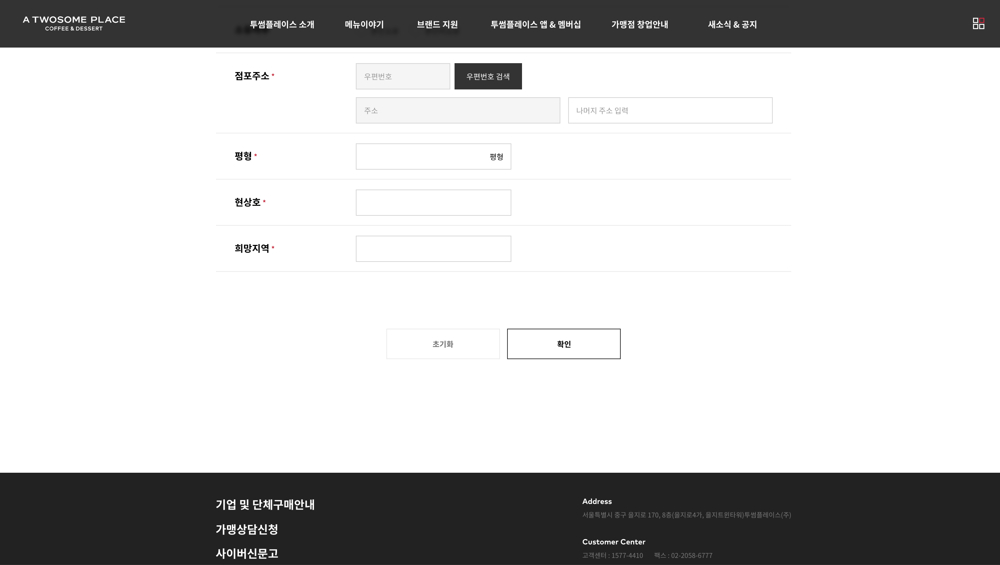 A TWOSOME PLACE
COFFEE & DESSERT
투썸플레이스 소개
메뉴이야기
브랜드 지원
투썸플레이스 앱 & 멤버십
가맹점 창업안내
새소식 & 공지
점포주소 *
우편번호
우편번호 검색
주소
나머지 주소 입력
평형 *
평형
현상호 *
희망지역 *
초기화
확인
기업 및 단체구매안내
가맹상담신청
사이버신문고
Address
서울특별시 중구 을지로 170, 8층(을지로4가, 을지트윈타워)투썸플레이스(주)
Customer Center
고객센터 : 1577-4410 팩스 : 02-2058-6777